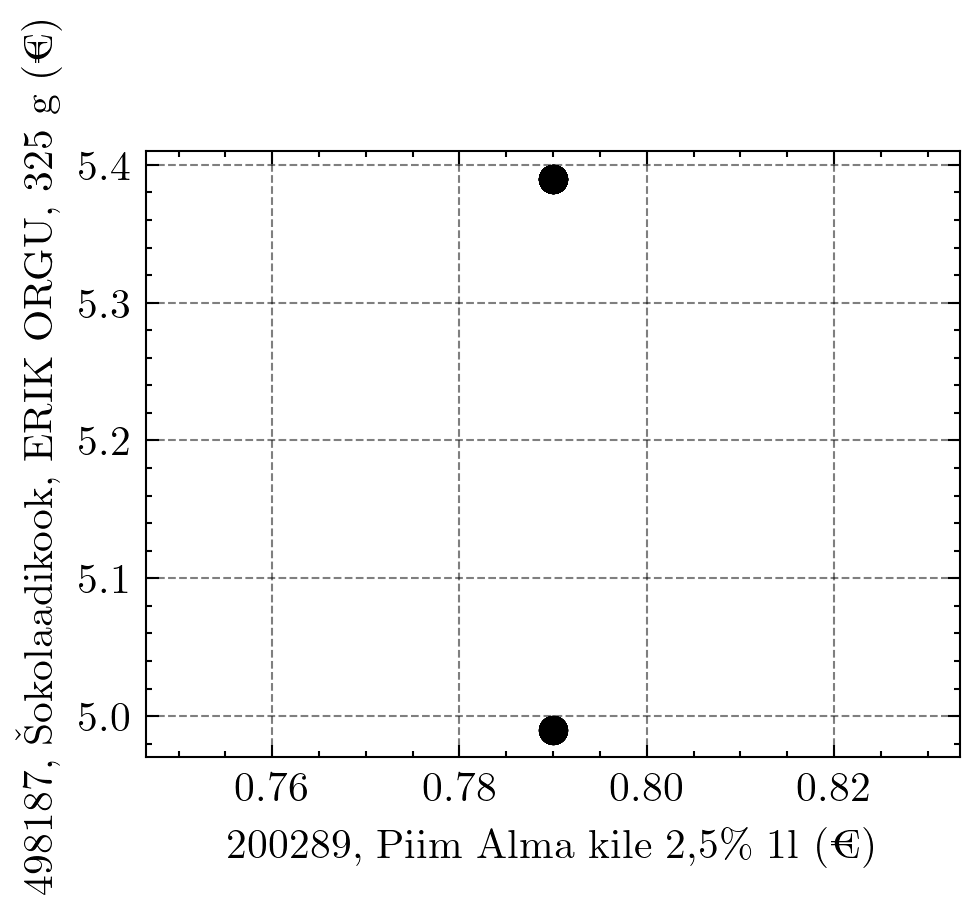 498187, Šokolaadikook, ERIK ORGU, 325 g (€)
5.4
5.3
5.2
5.1
5.0
0.76 0.78 0.80 0.82
200289, Piim Alma kile 2,5% 1l (€)